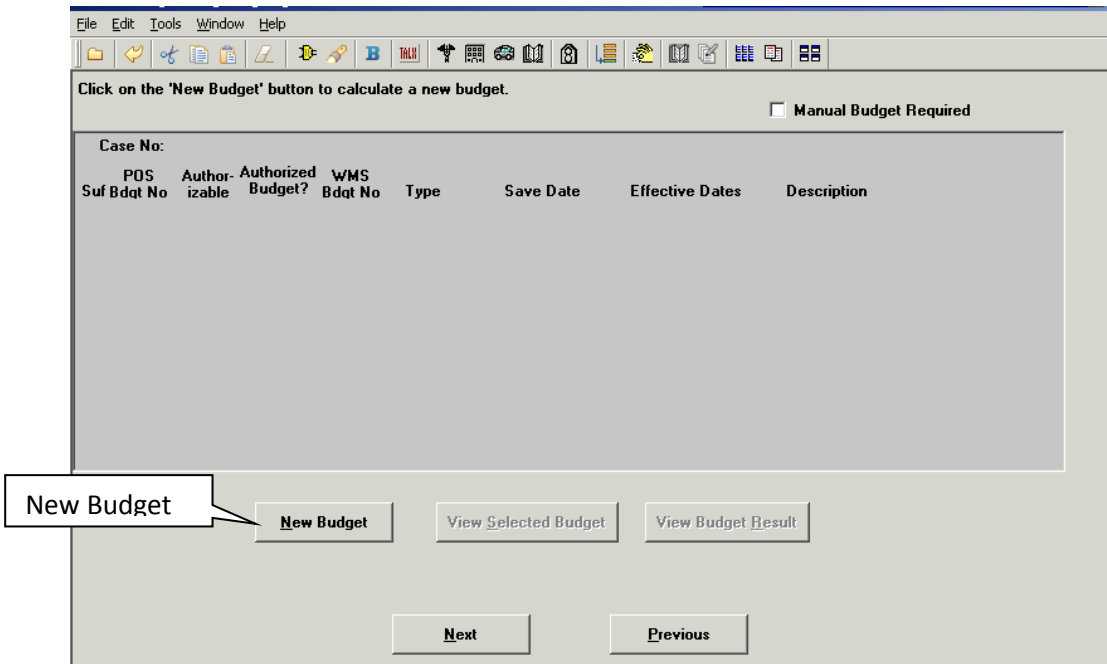 File Edit Tools Window Help
B TALX 8
Click on the 'New Budget' button to calculate a new budget.
Manual Budget Required
Case No:
POS Author- Authorized WMS
Suf Bdgt No izable Budget? Bdgt No Type Save Date Effective Dates Description
New Budget
New Budget View Selected Budget View Budget Result
Next Previous